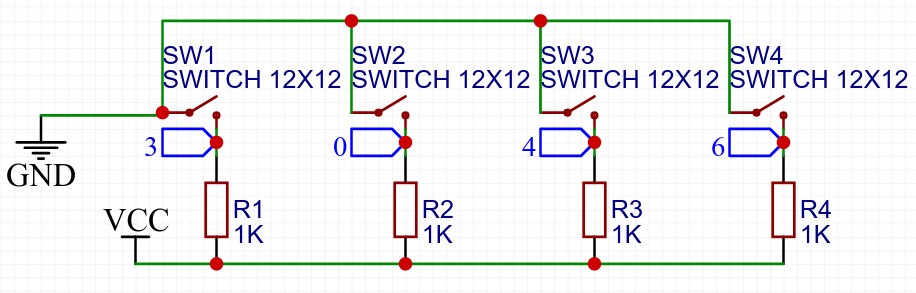 SW1
SWITCH 12X12
SW2
SWITCH 12X12
SW3
SWITCH 12X12
SW4
SWITCH 12X12
3
0
4
6
GND
VCC
R1
1K
R2
1K
R3
1K
R4
1K